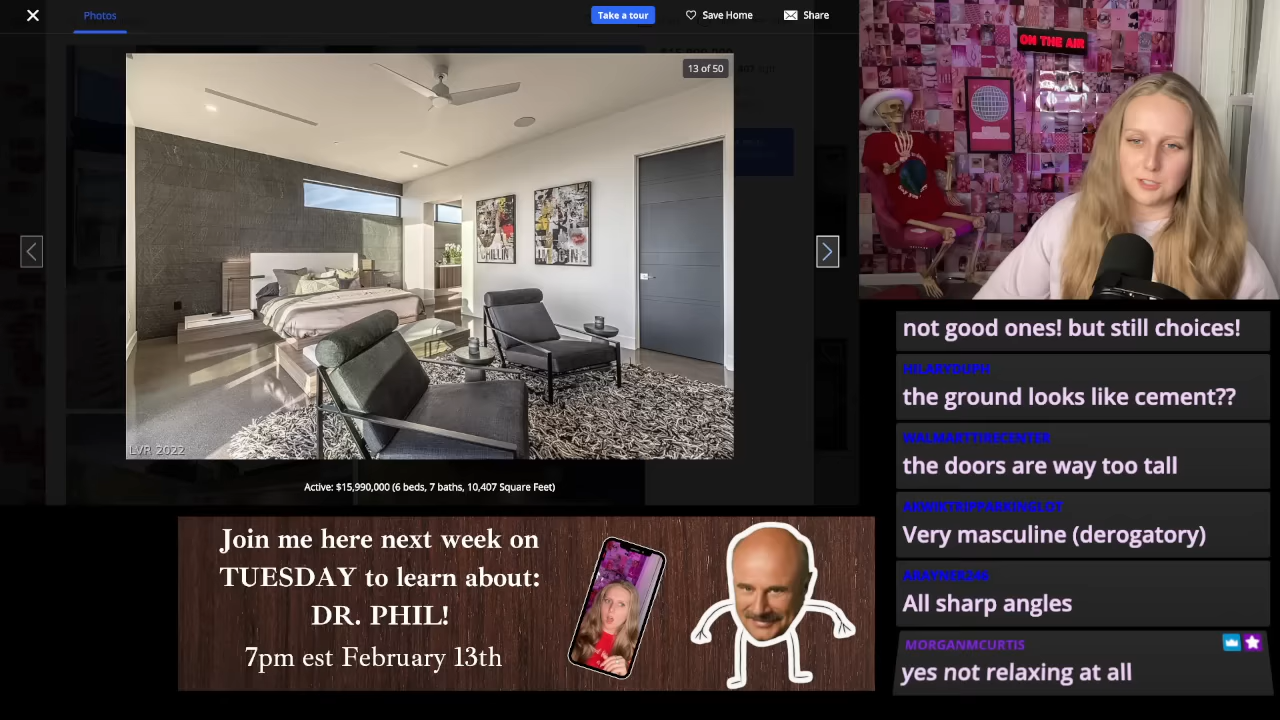 Photos
Take a tour
Save Home
Share
13 of 50
ON THE AIR
CHILLIN
LVR 2022
Active: $15,990,000 (6 beds, 7 baths, 10,407 Square Feet)
not good ones! but still choices!
HILARYDUPH
the ground looks like cement??
WALMARTTIRECENTER
the doors are way too tall
AKWIKTRIPPARKINGLOT
Very masculine (derogatory)
All sharp angles
MORGANMCURTIS
yes not relaxing at all
Join me here next week on
TUESDAY to learn about:
DR. PHIL!
7pm est February 13th